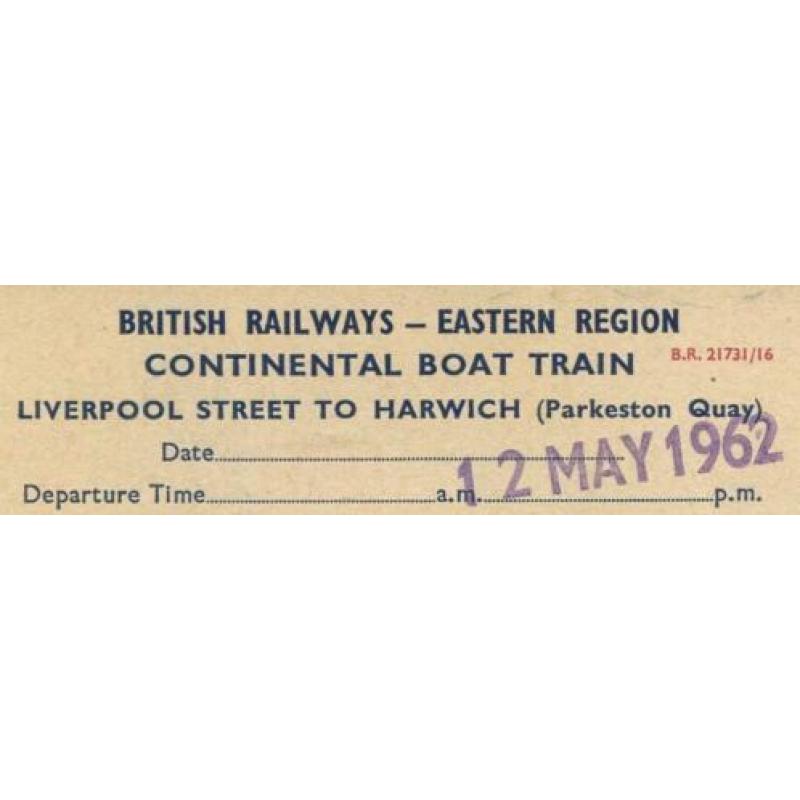 BRITISH RAILWAYS – EASTERN REGION
CONTINENTAL BOAT TRAIN B.R. 21731/16
LIVERPOOL STREET TO HARWICH (Parkeston Quay)
Date
12 MAY 1962
Departure Time a.m. p.m.